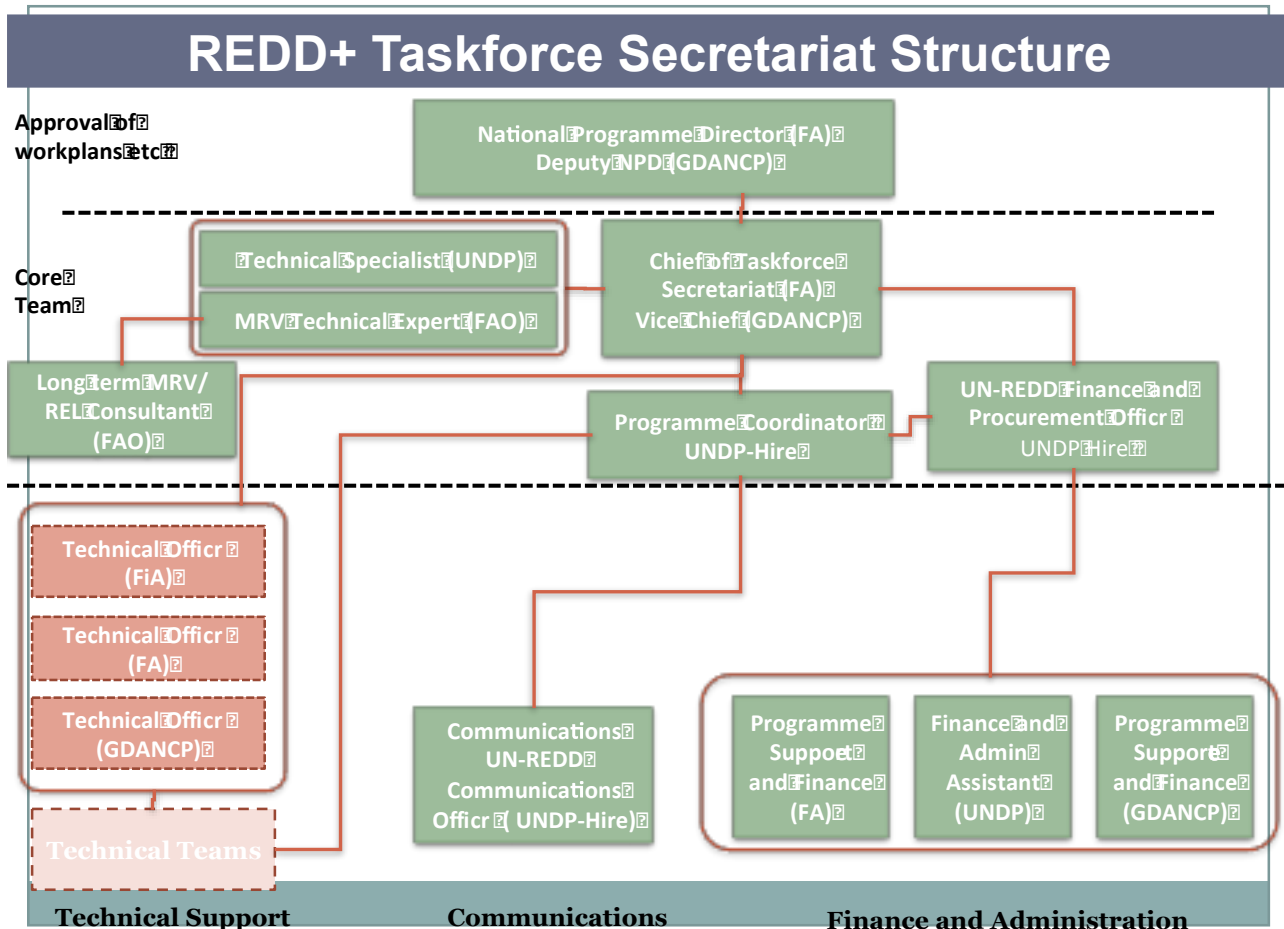 REDD+ Taskforce Secretariat Structure
Approval of
workplans etc
National Programme Director (FA)
Deputy NPD (GDANCP)
Core
Team
Technical Specialist (UNDP)
MRV Technical Expert (FAO)
Chief of Taskforce
Secretariat (FA)
Vice Chief (GDANCP)
Long term MRV/
REL Consultant
(FAO)
Programme Coordinator
UNDP-Hire
UN-REDD Finance and
Procurement Officr
UNDP Hire
Technical Officr
(FiA)
Technical Officr
(FA)
Technical Officr
(GDANCP)
Technical Teams
Communications
UN-REDD
Communications
Officr ( UNDP-Hire)
Programme
Support
and Finance
(FA)
Finance and
Admin
Assistant
(UNDP)
Programme
Support
and Finance
(GDANCP)
Technical Support
Communications
Finance and Administration